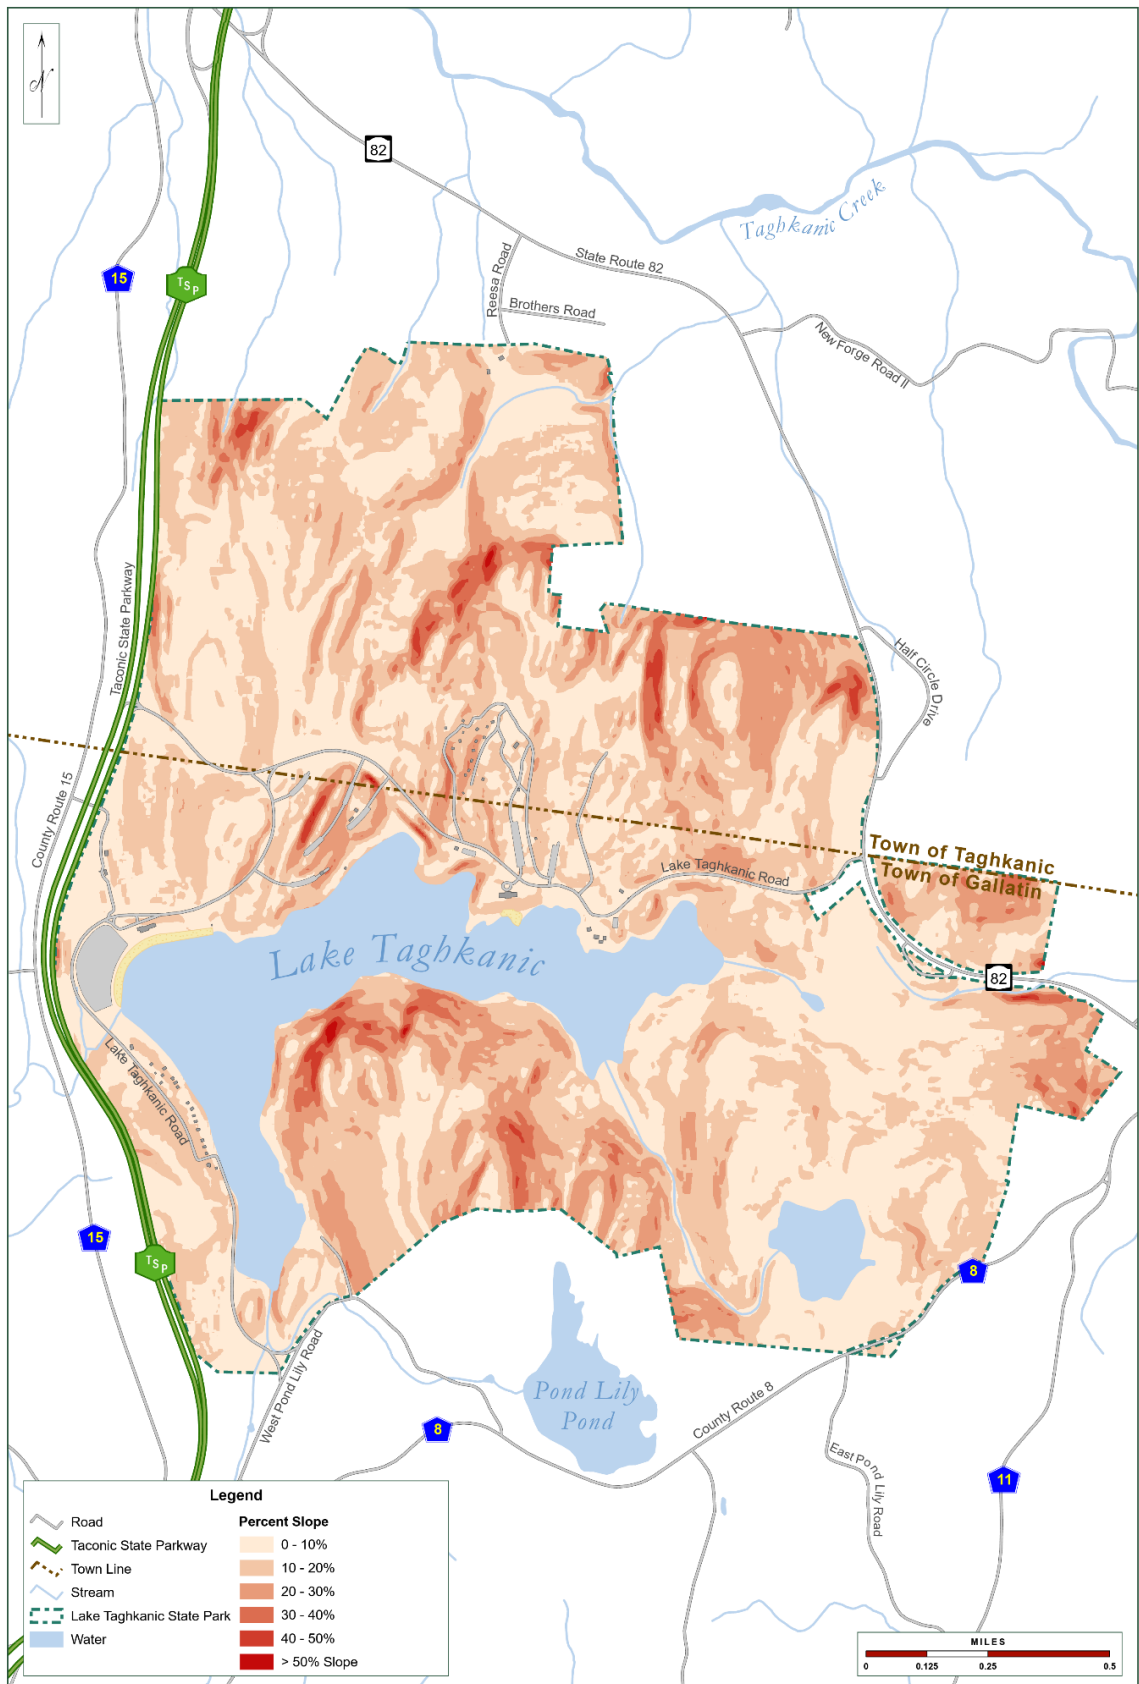 N
82
Taghkanic Creek
15
TSP
Reesa Road
State Route 82
Brothers Road
New Forge Road II
Taconic State Parkway
Half Circle Drive
County Route 15
Town of Taghkanic
Town of Gallatin
Lake Taghkanic Road
Lake Taghkanic
82
Lake Taghkanic Road
15
TSP
8
West Pond Lily Road
Pond Lily
Pond
County Route 8
8
East Pond Lily Road
11
Legend
Road
Taconic State Parkway
Town Line
Stream
Lake Taghkanic State Park
Water
Percent Slope
0 - 10%
10 - 20%
20 - 30%
30 - 40%
40 - 50%
> 50% Slope
MILES
0 0.125 0.25 0.5